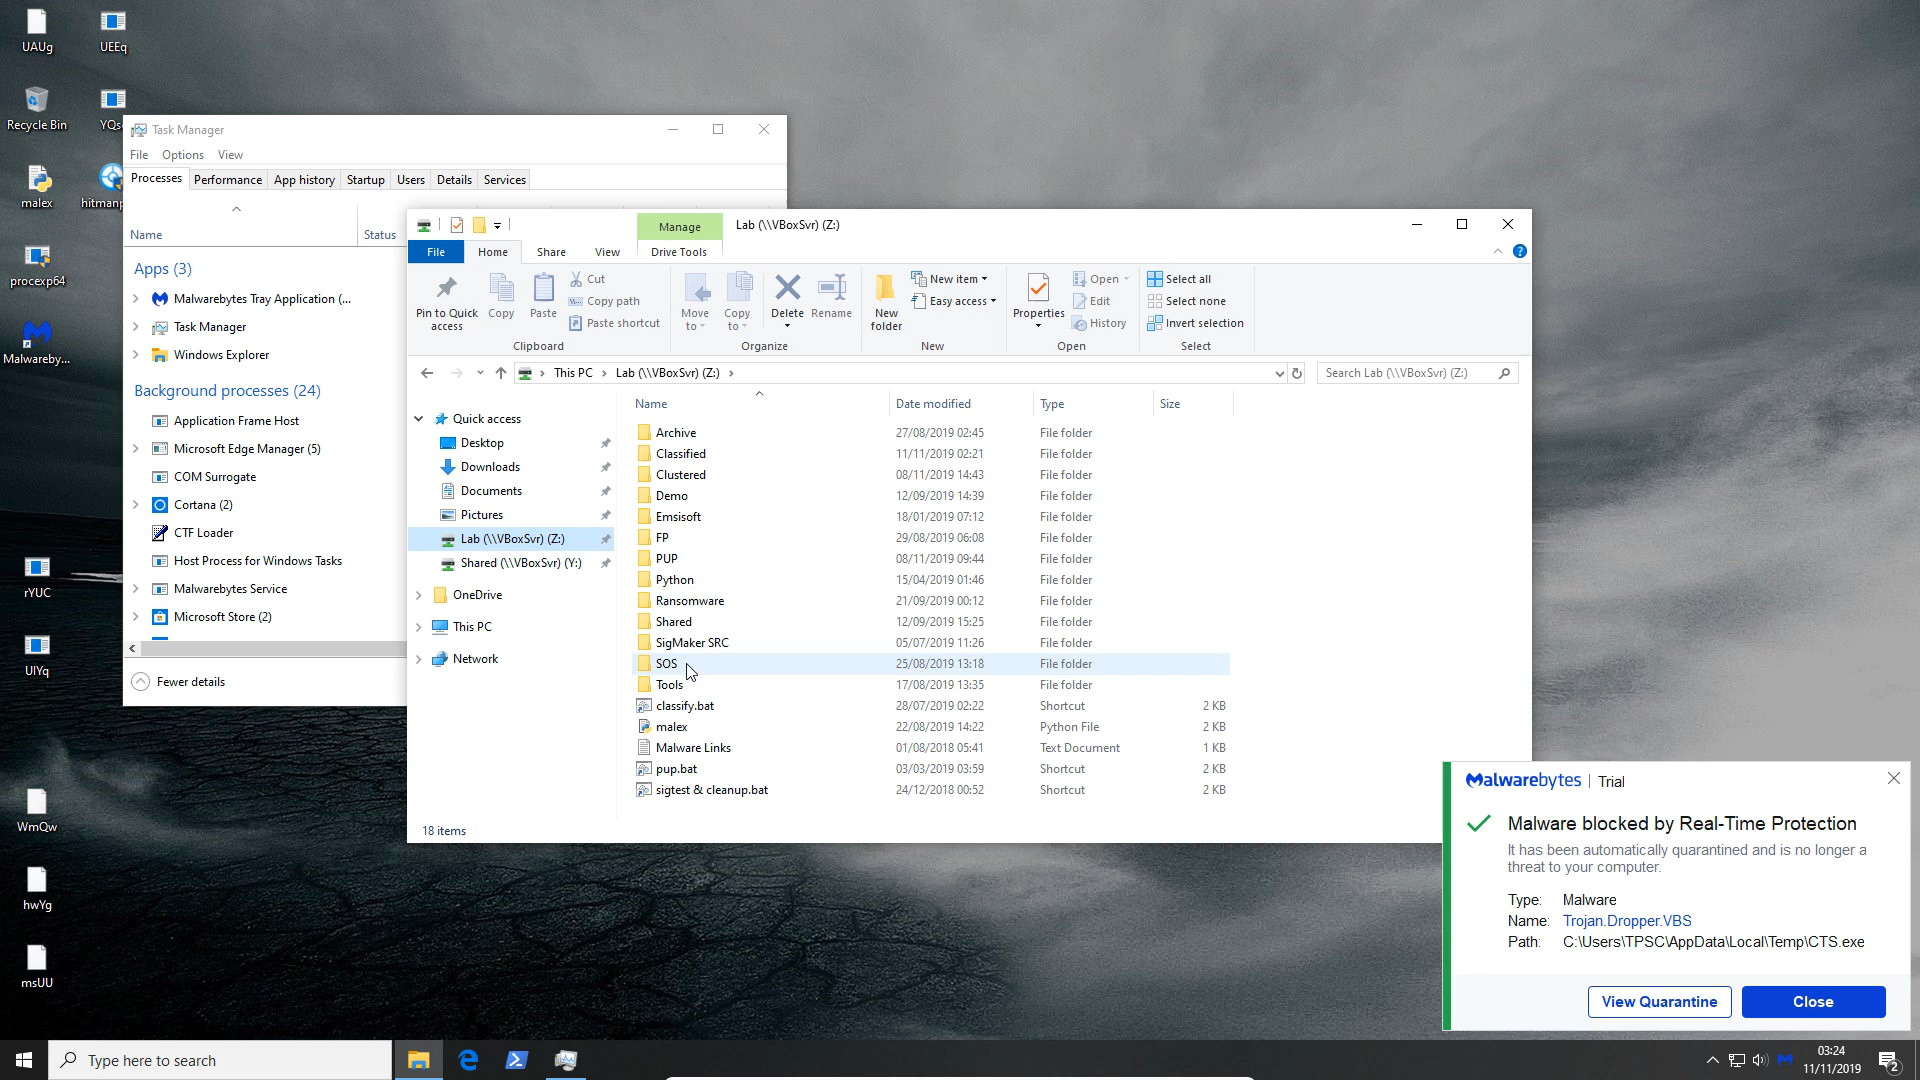 UAUg
UEEq
Recycle Bin
YQs
malex
hitmanp
procexp64
Malwareby...
rYUC
UIYq
WmQw
hwYg
msUU
Task Manager
File Options View
Processes Performance App history Startup Users Details Services
Name Status
Apps (3)
Malwarebytes Tray Application (...
Task Manager
Windows Explorer
Background processes (24)
Application Frame Host
Microsoft Edge Manager (5)
COM Surrogate
Cortana (2)
CTF Loader
Host Process for Windows Tasks
Malwarebytes Service
Microsoft Store (2)
Fewer details
Manage Lab (\\VBoxSvr) (Z:)
File Home Share View Drive Tools
Pin to Quick access
Copy
Paste
Cut
Copy path
Paste shortcut
Clipboard
Move to
Copy to
Delete
Rename
Organize
New folder
New item
Easy access
New
Properties
Open
Edit
History
Open
Select all
Select none
Invert selection
Select
This PC Lab (\\VBoxSvr) (Z:)
Search Lab (\\VBoxSvr) (Z:)
Quick access
Desktop
Downloads
Documents
Pictures
Lab (\\VBoxSvr) (Z:)
Shared (\\VBoxSvr) (Y:)
OneDrive
This PC
Network
Name Date modified Type Size
Archive 27/08/2019 02:45 File folder
Classified 11/11/2019 02:21 File folder
Clustered 08/11/2019 14:43 File folder
Demo 12/09/2019 14:39 File folder
Emsisoft 18/01/2019 07:12 File folder
FP 29/08/2019 06:08 File folder
PUP 08/11/2019 09:44 File folder
Python 15/04/2019 01:46 File folder
Ransomware 21/09/2019 00:12 File folder
Shared 12/09/2019 15:25 File folder
SigMaker SRC 05/07/2019 11:26 File folder
SOS 25/08/2019 13:18 File folder
Tools 17/08/2019 13:35 File folder
classify.bat 28/07/2019 02:22 Shortcut 2 KB
malex 22/08/2019 14:22 Python File 2 KB
Malware Links 01/08/2018 05:41 Text Document 1 KB
pup.bat 03/03/2019 03:59 Shortcut 2 KB
sigtest & cleanup.bat 24/12/2018 00:52 Shortcut 2 KB
18 items
Malwarebytes | Trial
Malware blocked by Real-Time Protection
It has been automatically quarantined and is no longer a
threat to your computer.
Type: Malware
Name: Trojan.Dropper.VBS
Path: C:\Users\TPSC\AppData\Local\Temp\CTS.exe
View Quarantine Close
Type here to search
03:24
11/11/2019
2